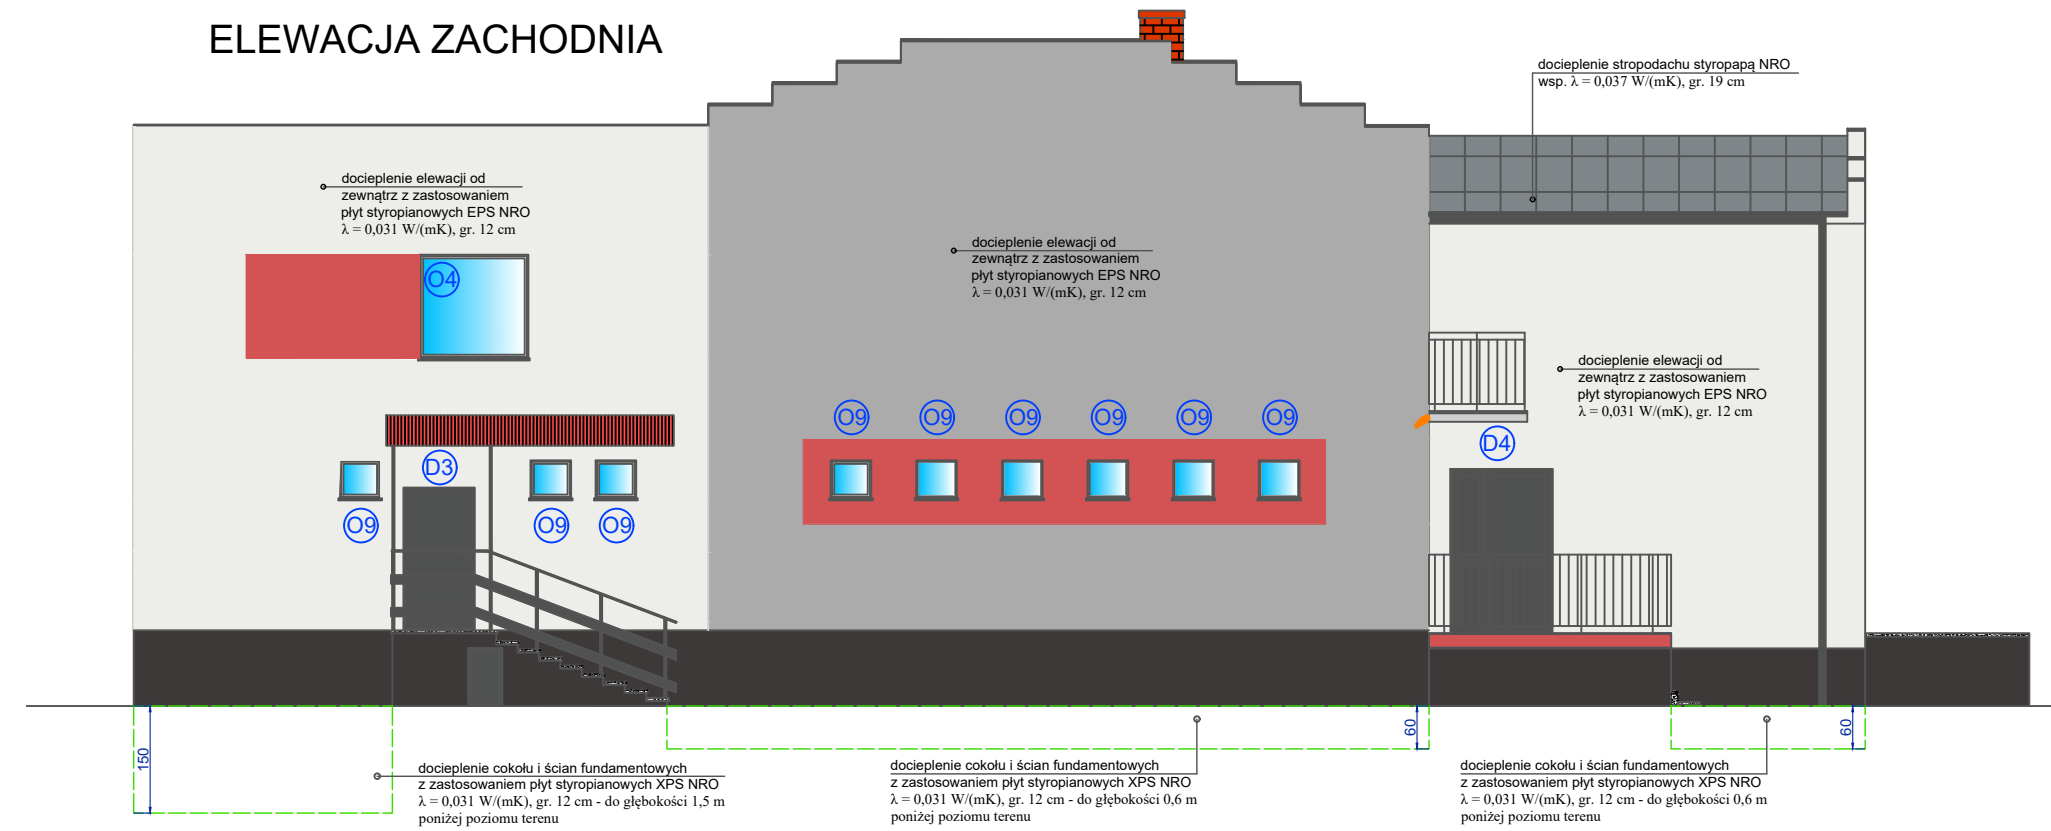 ELEWACJA ZACHODNIA
docieplenie stropodachu styropapą NRO
wsp. λ = 0,037 W/(mK), gr. 19 cm
docieplenie elewacji od
zewnątrz z zastosowaniem
płyt styropianowych EPS NRO
λ = 0,031 W/(mK), gr. 12 cm
docieplenie elewacji od
zewnątrz z zastosowaniem
płyt styropianowych EPS NRO
λ = 0,031 W/(mK), gr. 12 cm
docieplenie elewacji od
zewnątrz z zastosowaniem
płyt styropianowych EPS NRO
λ = 0,031 W/(mK), gr. 12 cm
O4
O9 O9 O9 O9 O9 O9
D3
D4
O9 O9 O9
150
60
60
docieplenie cokołu i ścian fundamentowych
z zastosowaniem płyt styropianowych XPS NRO
λ = 0,031 W/(mK), gr. 12 cm - do głębokości 1,5 m
poniżej poziomu terenu
docieplenie cokołu i ścian fundamentowych
z zastosowaniem płyt styropianowych XPS NRO
λ = 0,031 W/(mK), gr. 12 cm - do głębokości 0,6 m
poniżej poziomu terenu
docieplenie cokołu i ścian fundamentowych
z zastosowaniem płyt styropianowych XPS NRO
λ = 0,031 W/(mK), gr. 12 cm - do głębokości 0,6 m
poniżej poziomu terenu